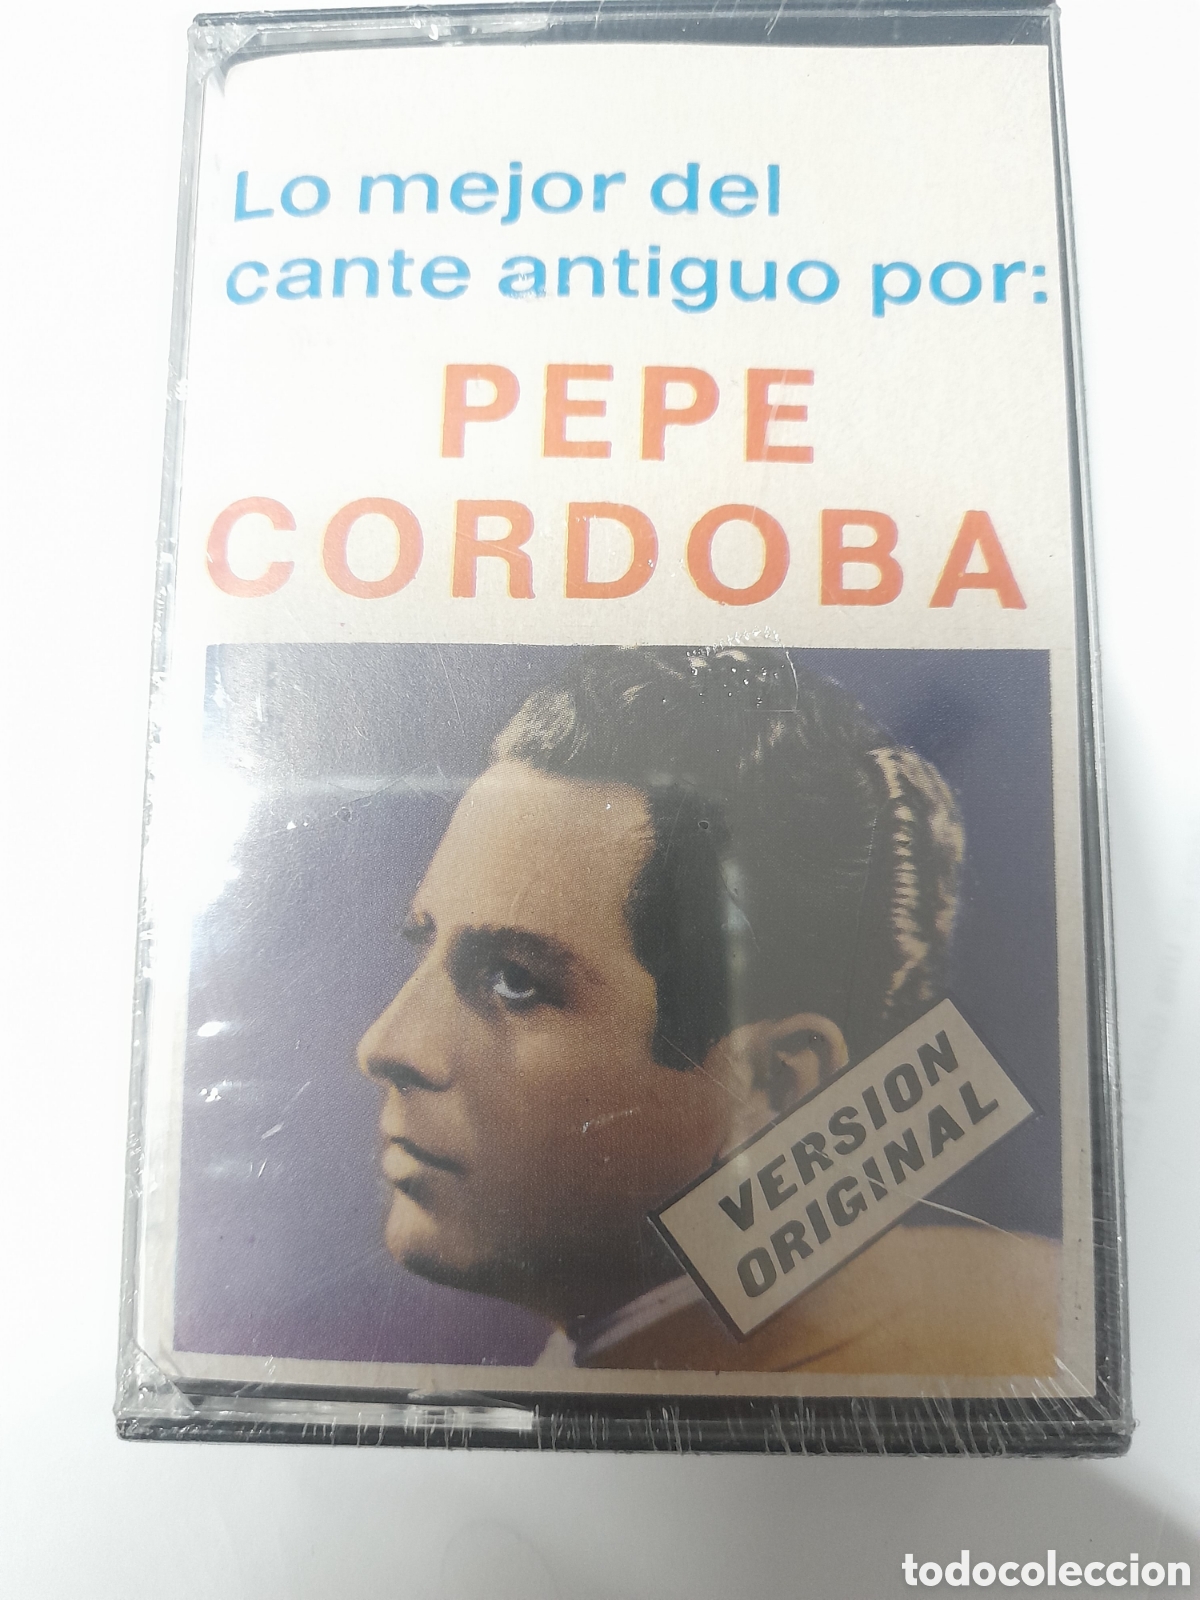 Lo mejor del
cante antiguo por:
PEPE
CORDOBA
VERSION
ORIGINAL
todocoleccion